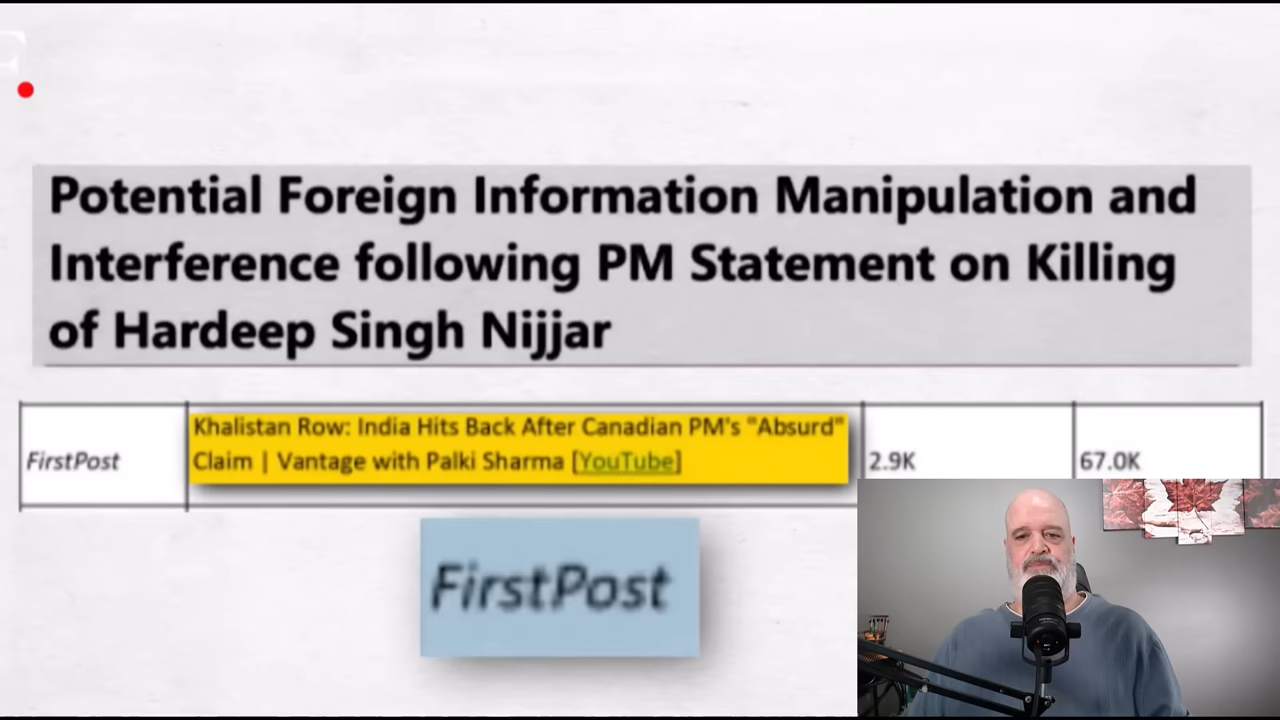 Potential Foreign Information Manipulation and
Interference following PM Statement on Killing
of Hardeep Singh Nijjar
FirstPost
Khalistan Row: India Hits Back After Canadian PM's "Absurd"
Claim | Vantage with Palki Sharma [YouTube]
2.9K
67.0K
FirstPost